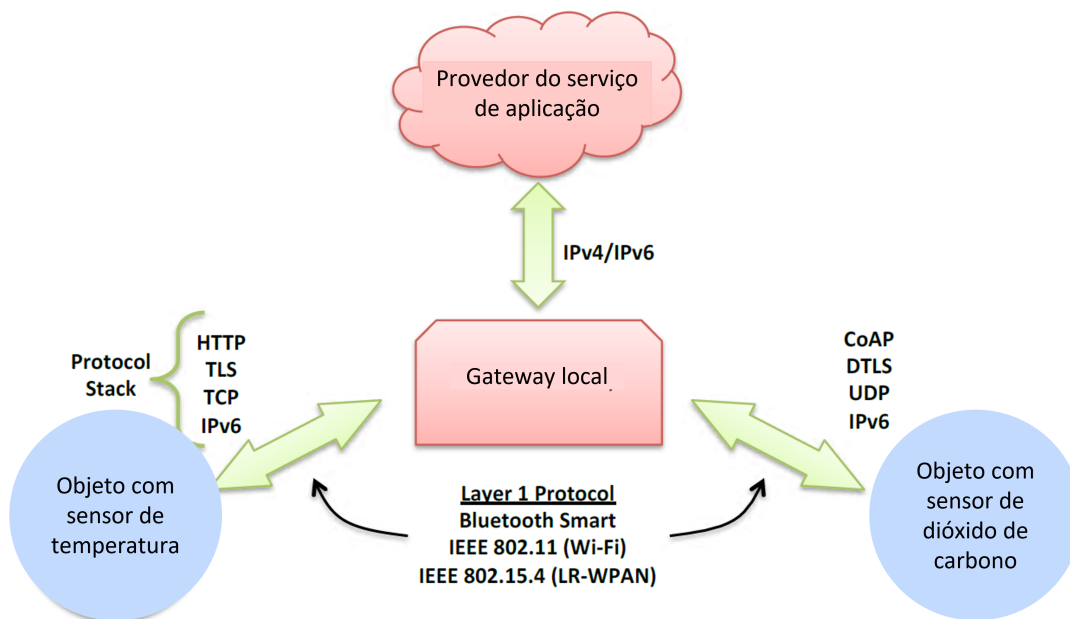 Provedor do serviço
de aplicação
IPv4/IPv6
Protocol
Stack
HTTP
TLS
TCP
IPv6
Gateway local
CoAP
DTLS
UDP
IPv6
Objeto com
sensor de
temperatura
Layer 1 Protocol
Bluetooth Smart
IEEE 802.11 (Wi-Fi)
IEEE 802.15.4 (LR-WPAN)
Objeto com
sensor de
dióxido de
carbono